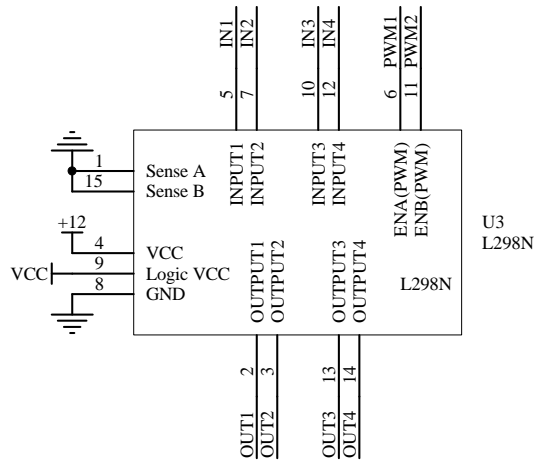 IN1
IN2
IN3
IN4
PWM1
PWM2
5
7
10
12
6
11
1
Sense A
15
Sense B
INPUT1
INPUT2
INPUT3
INPUT4
ENA(PWM)
ENB(PWM)
U3
L298N
+12
4
VCC
VCC
9
Logic VCC
8
GND
OUTPUT1
OUTPUT2
OUTPUT3
OUTPUT4
L298N
2
3
13
14
OUT1
OUT2
OUT3
OUT4